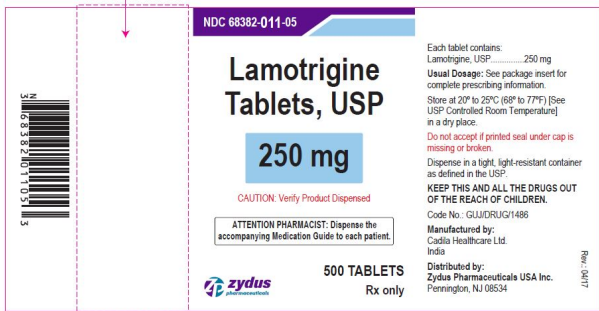 N
3 68382 01105 3
NDC 68382-011-05
Lamotrigine
Tablets, USP
250 mg
CAUTION: Verify Product Dispensed
ATTENTION PHARMACIST: Dispense the
accompanying Medication Guide to each patient.
zydus
pharmaceuticals
500 TABLETS
Rx only
Each tablet contains:
Lamotrigine, USP...............250 mg
Usual Dosage: See package insert for
complete prescribing information.
Store at 20° to 25°C (68° to 77°F) [See
USP Controlled Room Temperature]
in a dry place.
Do not accept if printed seal under cap is
missing or broken.
Dispense in a tight, light-resistant container
as defined in the USP.
KEEP THIS AND ALL THE DRUGS OUT
OF THE REACH OF CHILDREN.
Code No.: GUJ/DRUG/1486
Manufactured by:
Cadila Healthcare Ltd.
India
Distributed by:
Zydus Pharmaceuticals USA Inc.
Pennington, NJ 08534
Rev.: 04/17